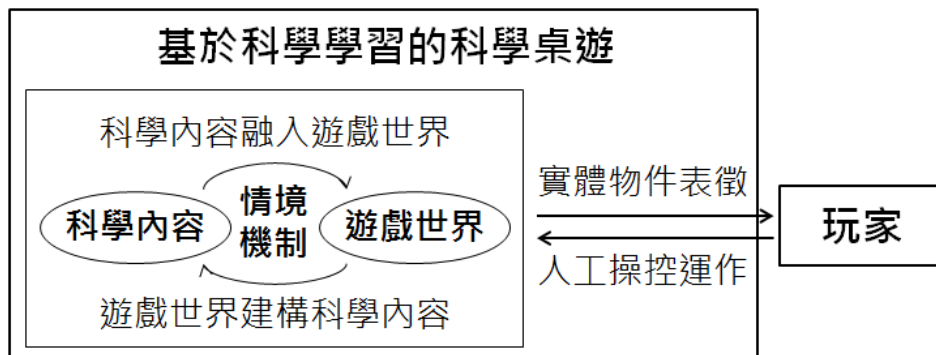 基於科學學習的科學桌遊
科學內容融入遊戲世界
科學內容
情境
機制
遊戲世界
遊戲世界建構科學內容
實體物件表徵
人工操控運作
玩家